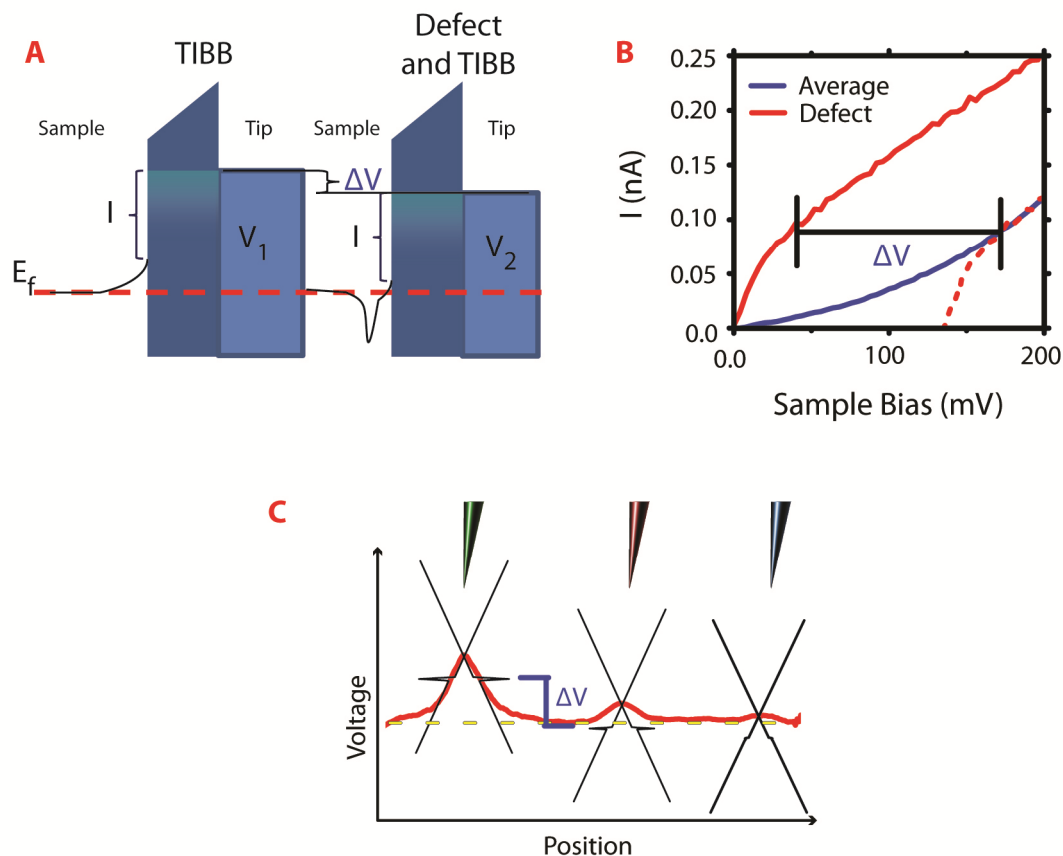 A
TIBB
Defect
and TIBB
Sample
Tip
Sample
Tip
ΔV
I
I
V1
V2
Ef
B
0.25
0.20
0.15
0.10
0.05
0.0
I (nA)
Average
Defect
ΔV
0.0
100
200
Sample Bias (mV)
C
Voltage
ΔV
Position